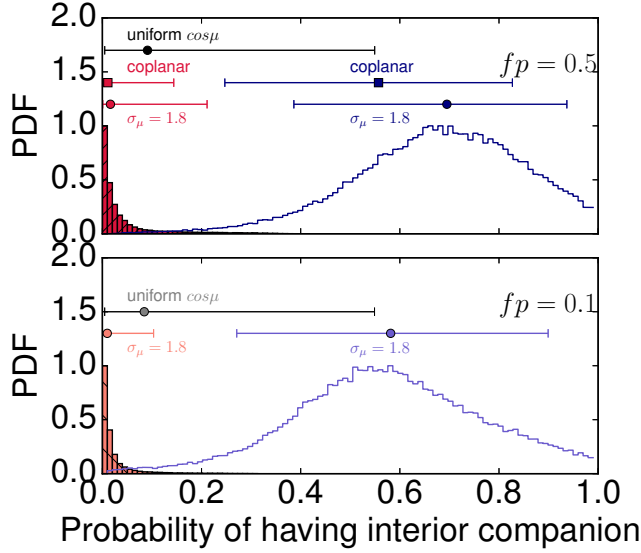 2.0
uniform cosμ
coplanar
coplanar
fp = 0.5
1.5
σμ = 1.8
σμ = 1.8
1.0
PDF
0.5
0.0
2.0
uniform cosμ
fp = 0.1
1.5
σμ = 1.8
σμ = 1.8
1.0
PDF
0.5
0.0
0.0 0.2 0.4 0.6 0.8 1.0
Probability of having interior companion